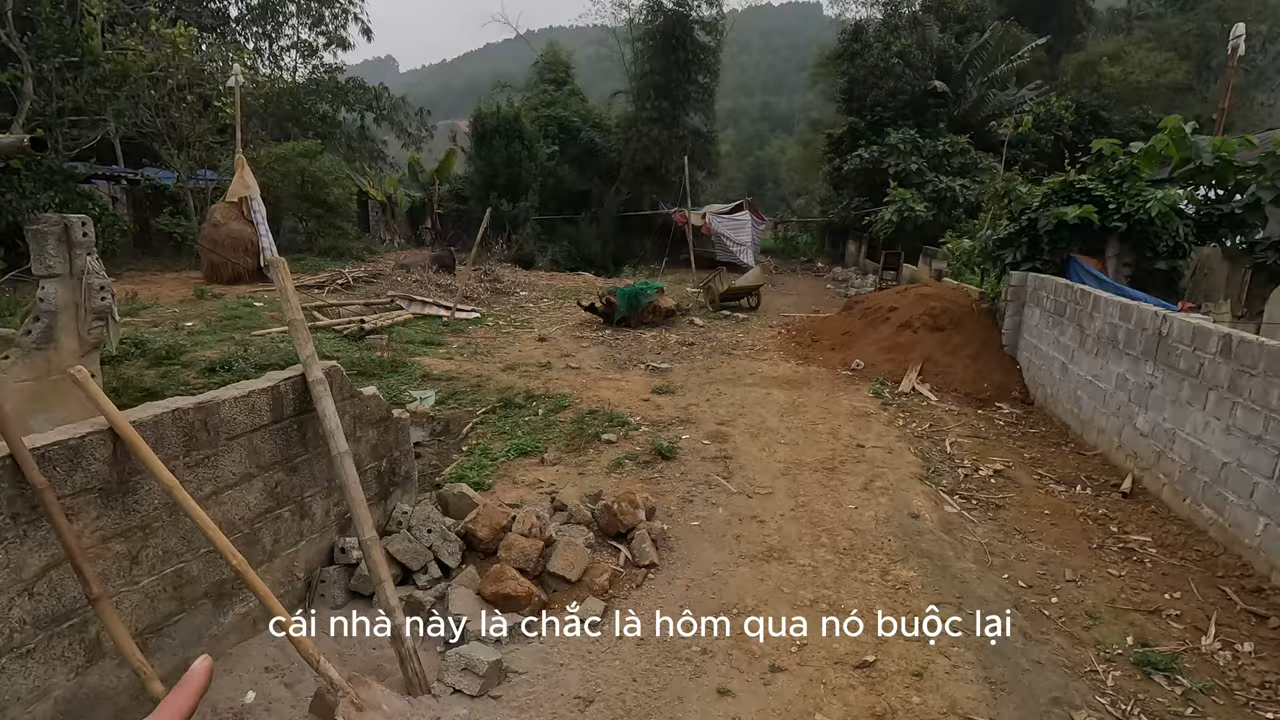 cái nhà này là chắc là hôm qua nó buộc lại